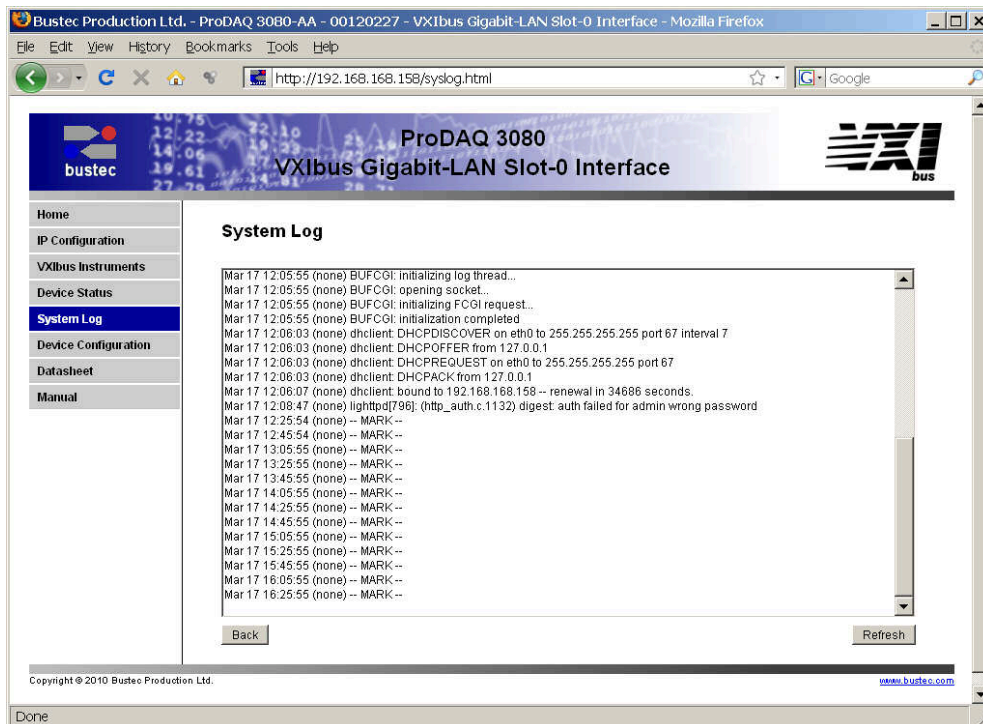 Bustec Production Ltd. - ProDAQ 3080-AA - 00120227 - VXIbus Gigabit-LAN Slot-0 Interface - Mozilla Firefox
File Edit View History Bookmarks Tools Help
http://192.168.168.158/syslog.html
G Google
bustec
ProDAQ 3080
VXIbus Gigabit-LAN Slot-0 Interface
VXI
bus
Home
IP Configuration
VXIbus Instruments
Device Status
System Log
Device Configuration
Datasheet
Manual
System Log
Mar 17 12:05:55 (none) BUFCGI: initializing log thread...
Mar 17 12:05:55 (none) BUFCGI: opening socket...
Mar 17 12:05:55 (none) BUFCGI: initializing FCGI request...
Mar 17 12:05:55 (none) BUFCGI: initialization completed
Mar 17 12:06:03 (none) dhclient: DHCPDISCOVER on eth0 to 255.255.255.255 port 67 interval 7
Mar 17 12:06:03 (none) dhclient: DHCPOFFER from 127.0.0.1
Mar 17 12:06:03 (none) dhclient: DHCPREQUEST on eth0 to 255.255.255.255 port 67
Mar 17 12:06:03 (none) dhclient: DHCPACK from 127.0.0.1
Mar 17 12:06:07 (none) dhclient: bound to 192.168.168.158 -- renewal in 34686 seconds.
Mar 17 12:08:47 (none) lighttpd[796]: (http_auth.c.1132) digest: auth failed for admin wrong password
Mar 17 12:25:54 (none) -- MARK --
Mar 17 12:45:54 (none) -- MARK --
Mar 17 13:05:55 (none) -- MARK --
Mar 17 13:25:55 (none) -- MARK --
Mar 17 13:45:55 (none) -- MARK --
Mar 17 14:05:55 (none) -- MARK --
Mar 17 14:25:55 (none) -- MARK --
Mar 17 14:45:55 (none) -- MARK --
Mar 17 15:05:55 (none) -- MARK --
Mar 17 15:25:55 (none) -- MARK --
Mar 17 15:45:55 (none) -- MARK --
Mar 17 16:05:55 (none) -- MARK --
Mar 17 16:25:55 (none) -- MARK --
Back Refresh
Copyright © 2010 Bustec Production Ltd. www.bustec.com
Done